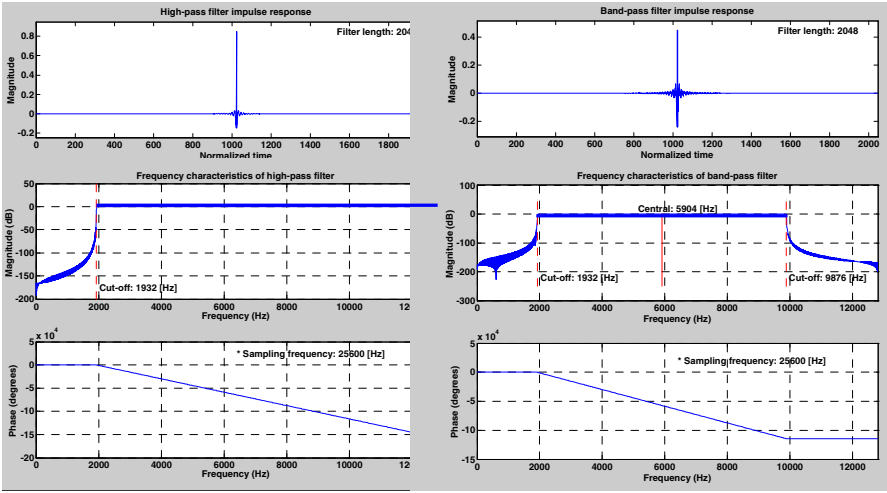 High-pass filter impulse response
Filter length: 204
Magnitude
0.8
0.6
0.4
0.2
0
-0.2
0 200 400 600 800 1000 1200 1400 1600 1800
Normalized time
Frequency characteristics of high-pass filter
Magnitude (dB)
50
0
-50
-100
-150
-200
Cut-off: 1932 [Hz]
0 2000 4000 6000 8000 10000 12
Frequency (Hz)
x 10^4
* Sampling frequency: 25600 [Hz]
Phase (degrees)
5
0
-5
-10
-15
-20
0 2000 4000 6000 8000 10000 12
Frequency (Hz)
Band-pass filter impulse response
Filter length: 2048
Magnitude
0.4
0.2
0
-0.2
0 200 400 600 800 1000 1200 1400 1600 1800 2000
Normalized time
Frequency characteristics of band-pass filter
Magnitude (dB)
100
0
-100
-200
-300
Central: 5904 [Hz]
Cut-off: 1932 [Hz]
Cut-off: 9876 [Hz]
0 2000 4000 6000 8000 10000 12000
Frequency (Hz)
x 10^4
* Sampling frequency: 25600 [Hz]
Phase (degrees)
5
0
-5
-10
-15
0 2000 4000 6000 8000 10000 12000
Frequency (Hz)